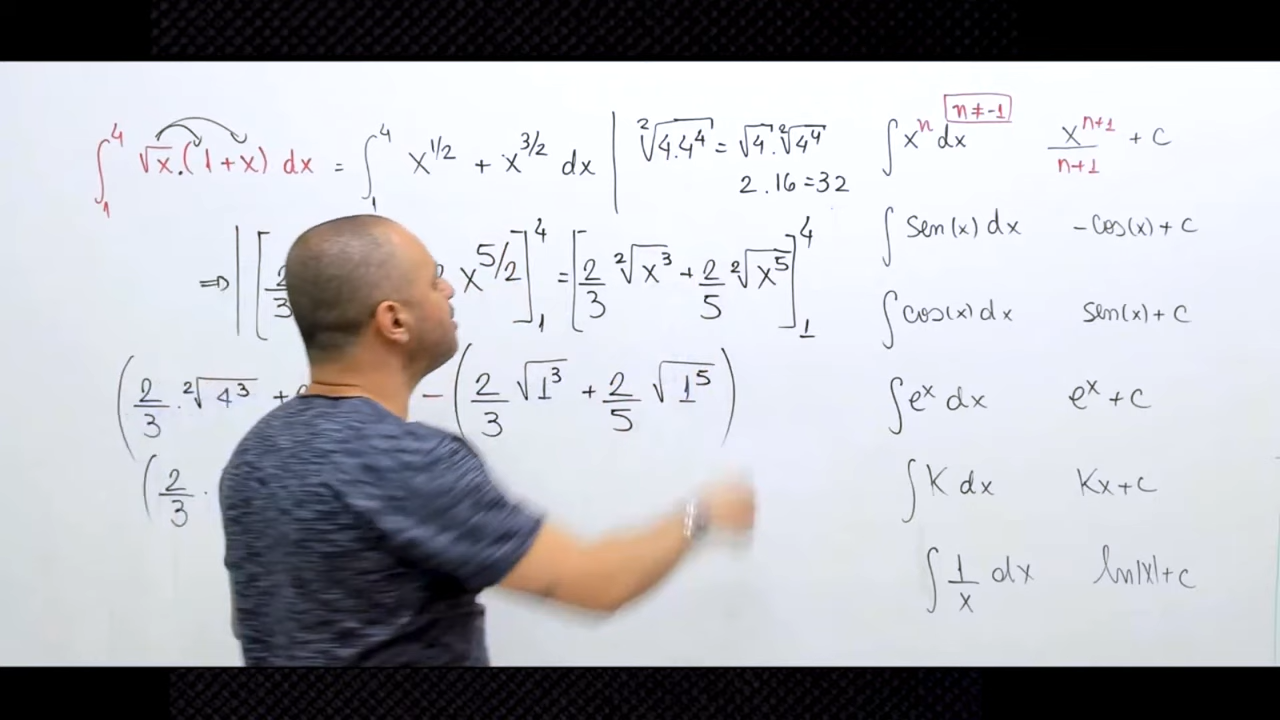 ∫₁⁴ √x.(1+x) dx = ∫₁⁴ x^{1/2} + x^{3/2} dx
⇒ [2/3 x^{5/2}]₁⁴ = [2/3 ²√x³ + 2/5 ²√x⁵]₁⁴
(2/3 . ²√4³ + − (2/3 √1³ + 2/5 √1⁵)
(2/3 .
²√4.4⁴ = √4 . ²√4⁴
2.16=32
n≠-1
∫xⁿ dx x^{n+1}/n+1 + c
∫ Sen(x) dx -Cos(x) + c
∫ cos(x) dx sen(x) + c
∫ eˣ dx eˣ + c
∫ K dx Kx+c
∫ 1/x dx ln|x|+c